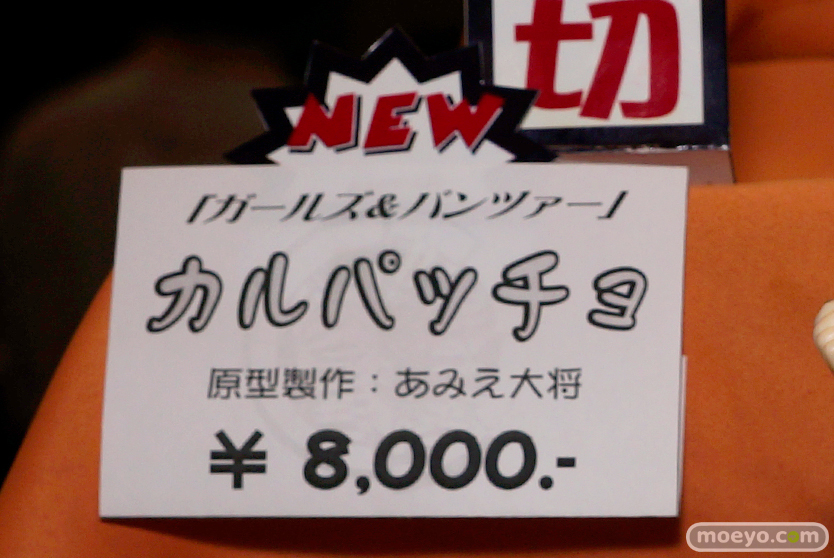 切
NEW
「ガールズ&パンツァー」
カルパッチョ
原型製作：あみえ大将
¥ 8,000.-
moeyo.com